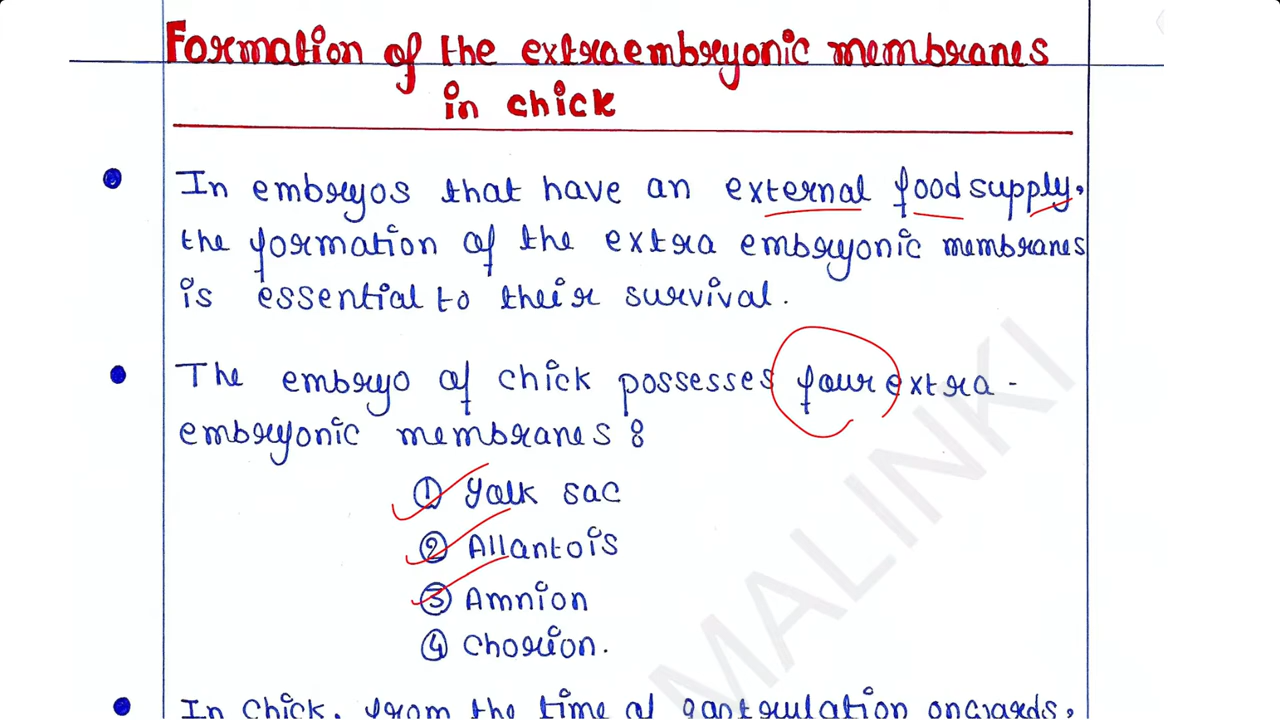 Formation of the extraembryonic membranes
in chick
In embryos that have an external food supply,
the formation of the extra embryonic membranes
is essential to their survival.
The embryo of chick possesses four extra-
embryonic membranes :
① Yolk sac
② Allantois
③ Amnion
④ Chorion.
In chick, from the time of gastrulation onwards,
MALINKI